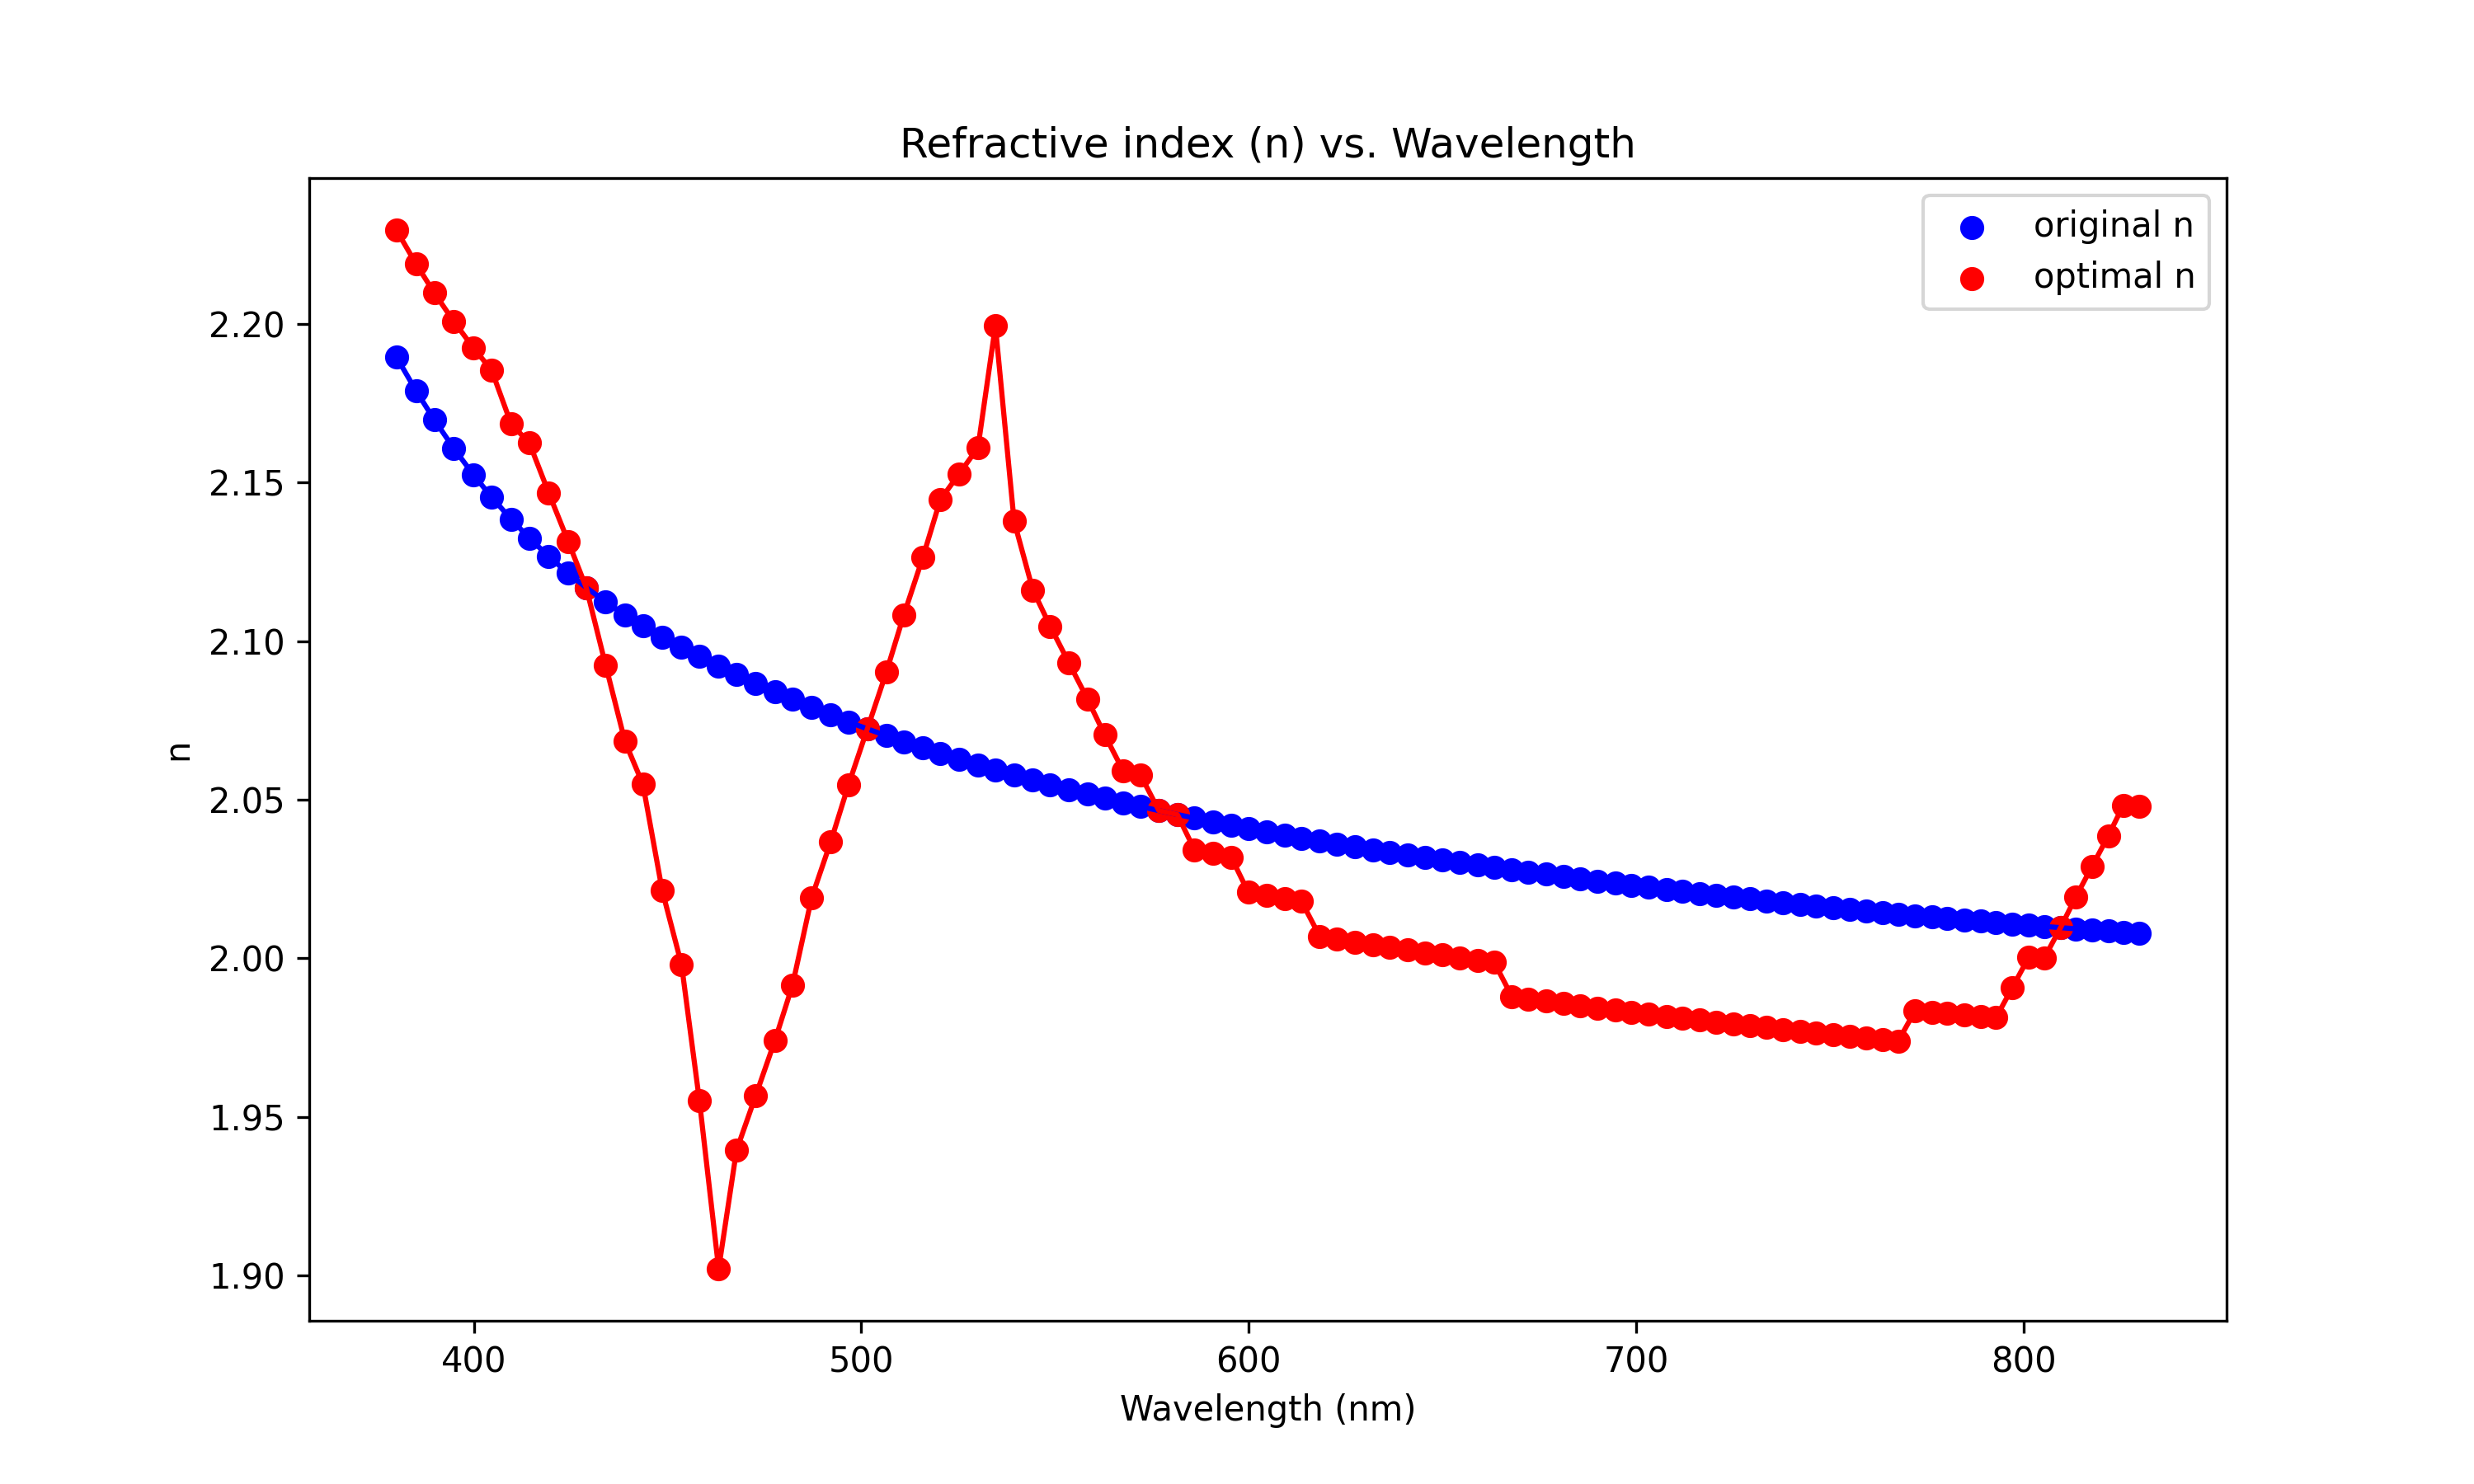 Refractive index (n) vs. Wavelength
original n
optimal n
2.20
2.15
2.10
2.05
2.00
1.95
1.90
n
400 500 600 700 800
Wavelength (nm)